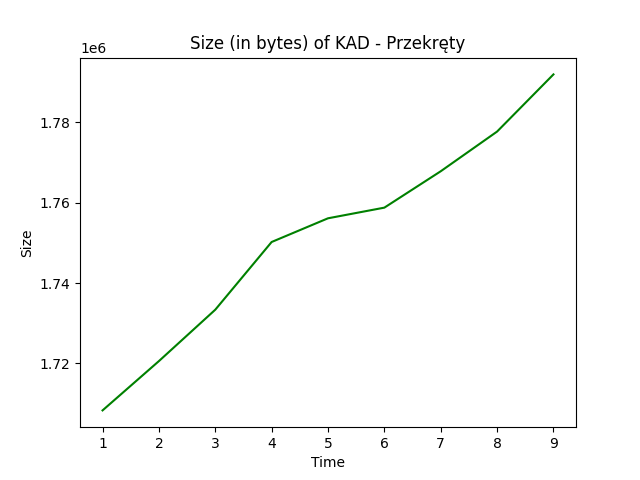 Size (in bytes) of KAD - Przekręty
1e6
1.78
1.76
1.74
1.72
Size
1 2 3 4 5 6 7 8 9
Time